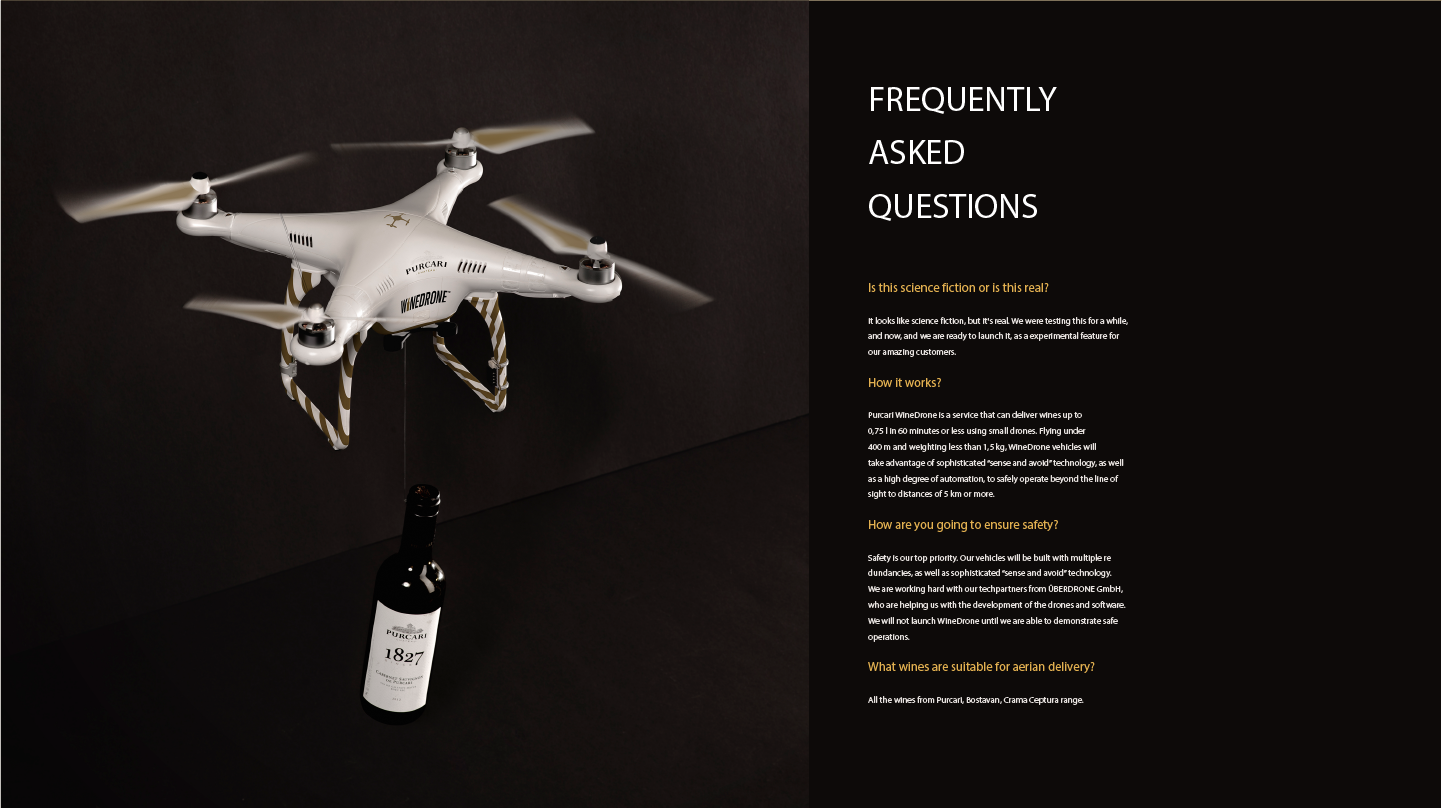 PURCARI
WiNEDRONE
PURCARI
1827
CABERNET SAUVIGNON
DE PURCARI
FREQUENTLY
ASKED
QUESTIONS
Is this science fiction or is this real?
It looks like science fiction, but it's real. We were testing this for a while,
and now, and we are ready to launch it, as a experimental feature for
our amazing customers.
How it works?
Purcari WineDrone is a service that can deliver wines up to
0,75 l in 60 minutes or less using small drones. Flying under
400 m and weighting less than 1,5 kg, WineDrone vehicles will
take advantage of sophisticated “sense and avoid” technology, as well
as a high degree of automation, to safely operate beyond the line of
sight to distances of 5 km or more.
How are you going to ensure safety?
Safety is our top priority. Our vehicles will be built with multiple re
dundancies, as well as sophisticated “sense and avoid” technology.
We are working hard with our techpartners from ÜBERDRONE GmbH,
who are helping us with the development of the drones and software.
We will not launch WineDrone until we are able to demonstrate safe
operations.
What wines are suitable for aerian delivery?
All the wines from Purcari, Bostavan, Crama Ceptura range.